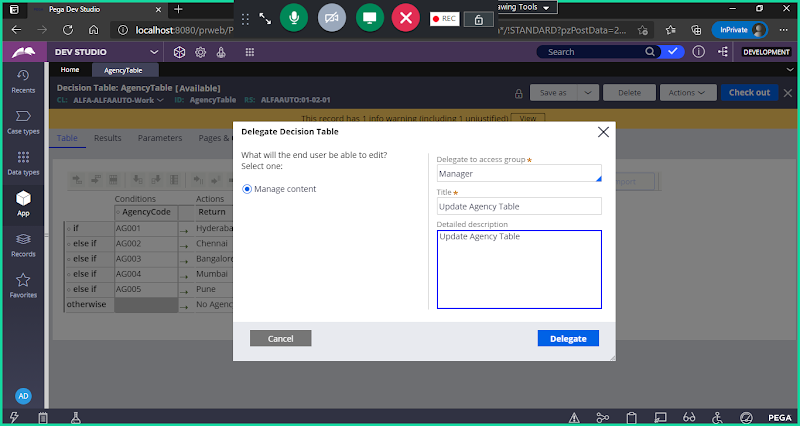 Pega Dev Studio
aving Tools
REC
localhost:8080/prweb/P
*/!STANDARD?pzPostData=2...
InPrivate
DEV STUDIO
Search
DEVELOPMENT
Home
AgencyTable
Recents
Case types
Data types
App
Records
Favorites
AD
Decision Table: AgencyTable [Available]
CL: ALFA-ALFAAUTO-Work
ID: AgencyTable
RS: ALFAAUTO:01-02-01
Save as
Delete
Actions
Check out
This record has 1 info warning (including 1 unjustified)
View
Table
Results
Parameters
Pages &
Conditions
Actions
AgencyCode
Return
if AG001 Hyderaba
else if AG002 Chennai
else if AG003 Bangalore
else if AG004 Mumbai
else if AG005 Pune
otherwise No Agenc
Delegate Decision Table
What will the end user be able to edit?
Select one:
Manage content
Delegate to access group *
Manager
Title *
Update Agency Table
Detailed description
Update Agency Table
Cancel
Delegate
PEGA